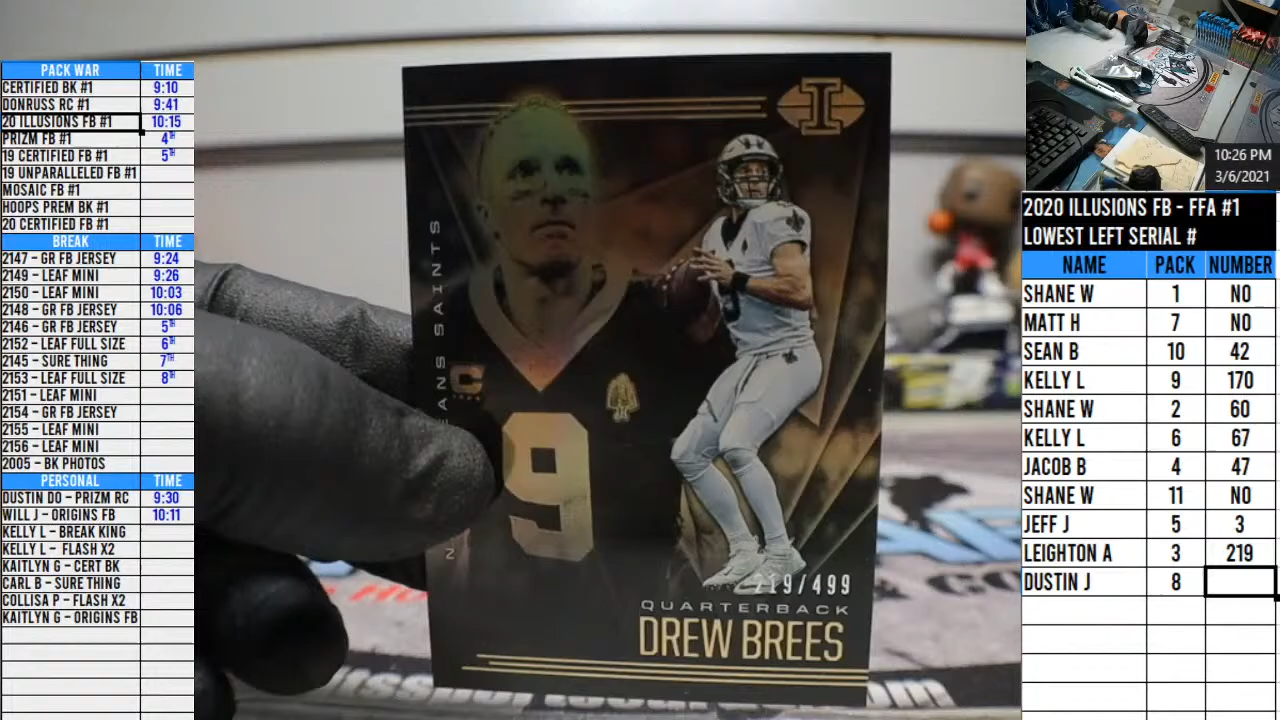 PACK WAR TIME
CERTIFIED BK #1 9:10
DONRUSS RC #1 9:41
20 ILLUSIONS FB #1 10:15
PRIZM FB #1 4TH
19 CERTIFIED FB #1 5TH
19 UNPARALLELED FB #1
MOSAIC FB #1
HOOPS PREM BK #1
20 CERTIFIED FB #1
BREAK TIME
2147 – GR FB JERSEY 9:24
2149 – LEAF MINI 9:26
2150 – LEAF MINI 10:03
2148 – GR FB JERSEY 10:06
2146 – GR FB JERSEY 5TH
2152 – LEAF FULL SIZE 6TH
2145 – SURE THING 7TH
2153 – LEAF FULL SIZE 8TH
2151 – LEAF MINI
2154 – GR FB JERSEY
2155 – LEAF MINI
2156 – LEAF MINI
2005 – BK PHOTOS
PERSONAL TIME
DUSTIN DO – PRIZM RC 9:30
WILL J – ORIGINS FB 10:11
KELLY L – BREAK KING
KELLY L – FLASH X2
KAITLYN G – CERT BK
CARL B – SURE THING
COLLISA P – FLASH X2
KAITLYN G – ORIGINS FB
I
ANS SAINTS
C
9
219/499
QUARTERBACK
DREW BREES
10:26 PM
3/6/2021
2020 ILLUSIONS FB - FFA #1
LOWEST LEFT SERIAL #
NAME PACK NUMBER
SHANE W 1 NO
MATT H 7 NO
SEAN B 10 42
KELLY L 9 170
SHANE W 2 60
KELLY L 6 67
JACOB B 4 47
SHANE W 11 NO
JEFF J 5 3
LEIGHTON A 3 219
DUSTIN J 8